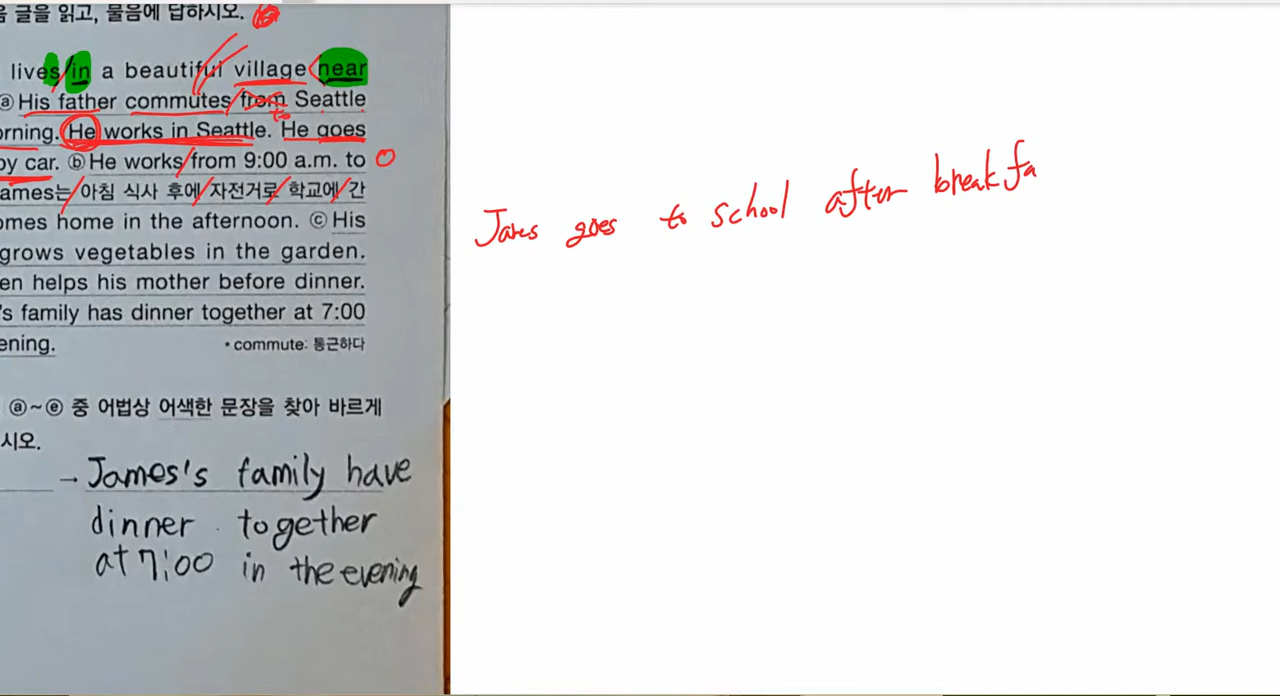 음 글을 읽고, 물음에 답하시오.
lives in a beautiful village near
ⓐ His father commutes from Seattle
to
orning. He works in Seattle. He goes
by car. ⓑ He works from 9:00 a.m. to
ames는 아침 식사 후에 자전거로 학교에 간
omes home in the afternoon. ⓒ His
grows vegetables in the garden.
en helps his mother before dinner.
's family has dinner together at 7:00
ening.
• commute: 통근하다
ⓐ~ⓔ 중 어법상 어색한 문장을 찾아 바르게
시오.
→ James's family have
dinner together
at 7:00 in the evening
James goes to school after breakfa